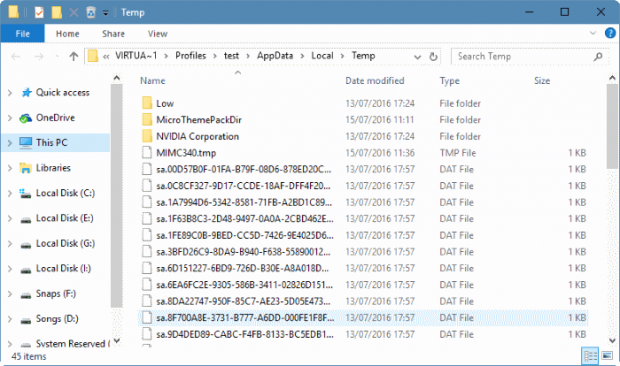 Temp
File Home Share View
« VIRTUA~1 > Profiles > test > AppData > Local > Temp Search Temp
Name Date modified Type Size
Quick access
OneDrive
This PC
Libraries
Local Disk (C:)
Local Disk (E:)
Local Disk (G:)
Local Disk (I:)
Snaps (F:)
Songs (D:)
System Reserved (
Low 13/07/2016 17:24 File folder
MicroThemePackDir 15/07/2016 11:11 File folder
NVIDIA Corporation 13/07/2016 17:24 File folder
MIMC340.tmp 15/07/2016 11:36 TMP File 1 KB
sa.00D57B0F-01FA-B79F-08D6-878ED20C... 13/07/2016 17:57 DAT File 1 KB
sa.0C8CF327-9D17-CCDE-18AF-DFF4F20... 13/07/2016 17:57 DAT File 1 KB
sa.1A7994D6-5342-8581-71FB-A2BD1C89... 13/07/2016 17:57 DAT File 1 KB
sa.1F63B8C3-2D48-9497-0A0A-2CBD462E... 13/07/2016 17:57 DAT File 1 KB
sa.1FE89C0B-9BED-CC5D-7426-9E4025D6... 13/07/2016 17:57 DAT File 1 KB
sa.3BFD26C9-8DA9-B940-F638-55890012... 13/07/2016 17:57 DAT File 1 KB
sa.6D151227-6BD9-726D-B30E-A8A018D... 13/07/2016 17:57 DAT File 1 KB
sa.6EA6FC2E-9305-586B-3411-02826D151... 13/07/2016 17:57 DAT File 1 KB
sa.8DA22747-950F-85C7-AE23-5D05E473... 13/07/2016 17:57 DAT File 1 KB
sa.8F700A8E-3731-B777-A6DD-000FE1F8F... 13/07/2016 17:57 DAT File 1 KB
sa.9D4DED89-CABC-F4FB-8133-BC5EDB1... 13/07/2016 17:57 DAT File 1 KB
45 items